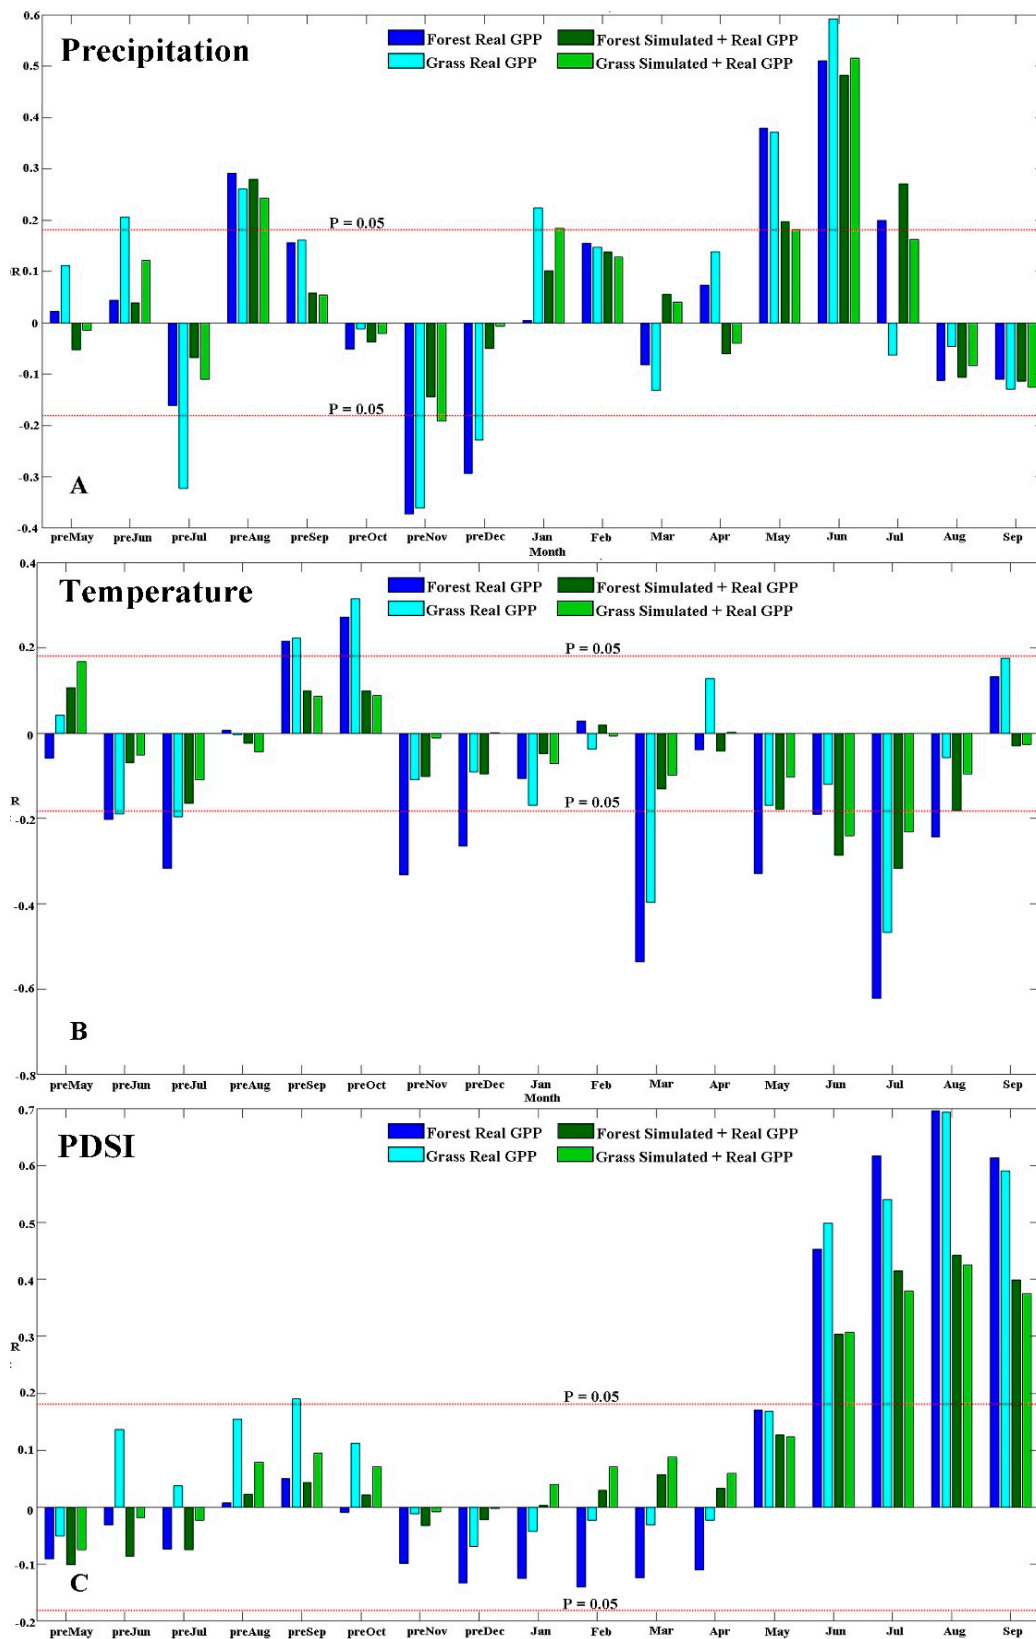 Precipitation
Forest Real GPP
Forest Simulated + Real GPP
Grass Real GPP
Grass Simulated + Real GPP
0.6
0.5
0.4
0.3
0.2
0.1
0
-0.1
-0.2
-0.3
-0.4
R
P = 0.05
P = 0.05
A
preMay preJun preJul preAug preSep preOct preNov preDec Jan Feb Mar Apr May Jun Jul Aug Sep
Month
Temperature
Forest Real GPP
Forest Simulated + Real GPP
Grass Real GPP
Grass Simulated + Real GPP
0.4
0.2
0
-0.2
-0.4
-0.6
-0.8
R
P = 0.05
P = 0.05
B
preMay preJun preJul preAug preSep preOct preNov preDec Jan Feb Mar Apr May Jun Jul Aug Sep
Month
PDSI
Forest Real GPP
Forest Simulated + Real GPP
Grass Real GPP
Grass Simulated + Real GPP
0.7
0.6
0.5
0.4
0.3
0.2
0.1
0
-0.1
-0.2
R
P = 0.05
P = 0.05
C
preMay preJun preJul preAug preSep preOct preNov preDec Jan Feb Mar Apr May Jun Jul Aug Sep
Month